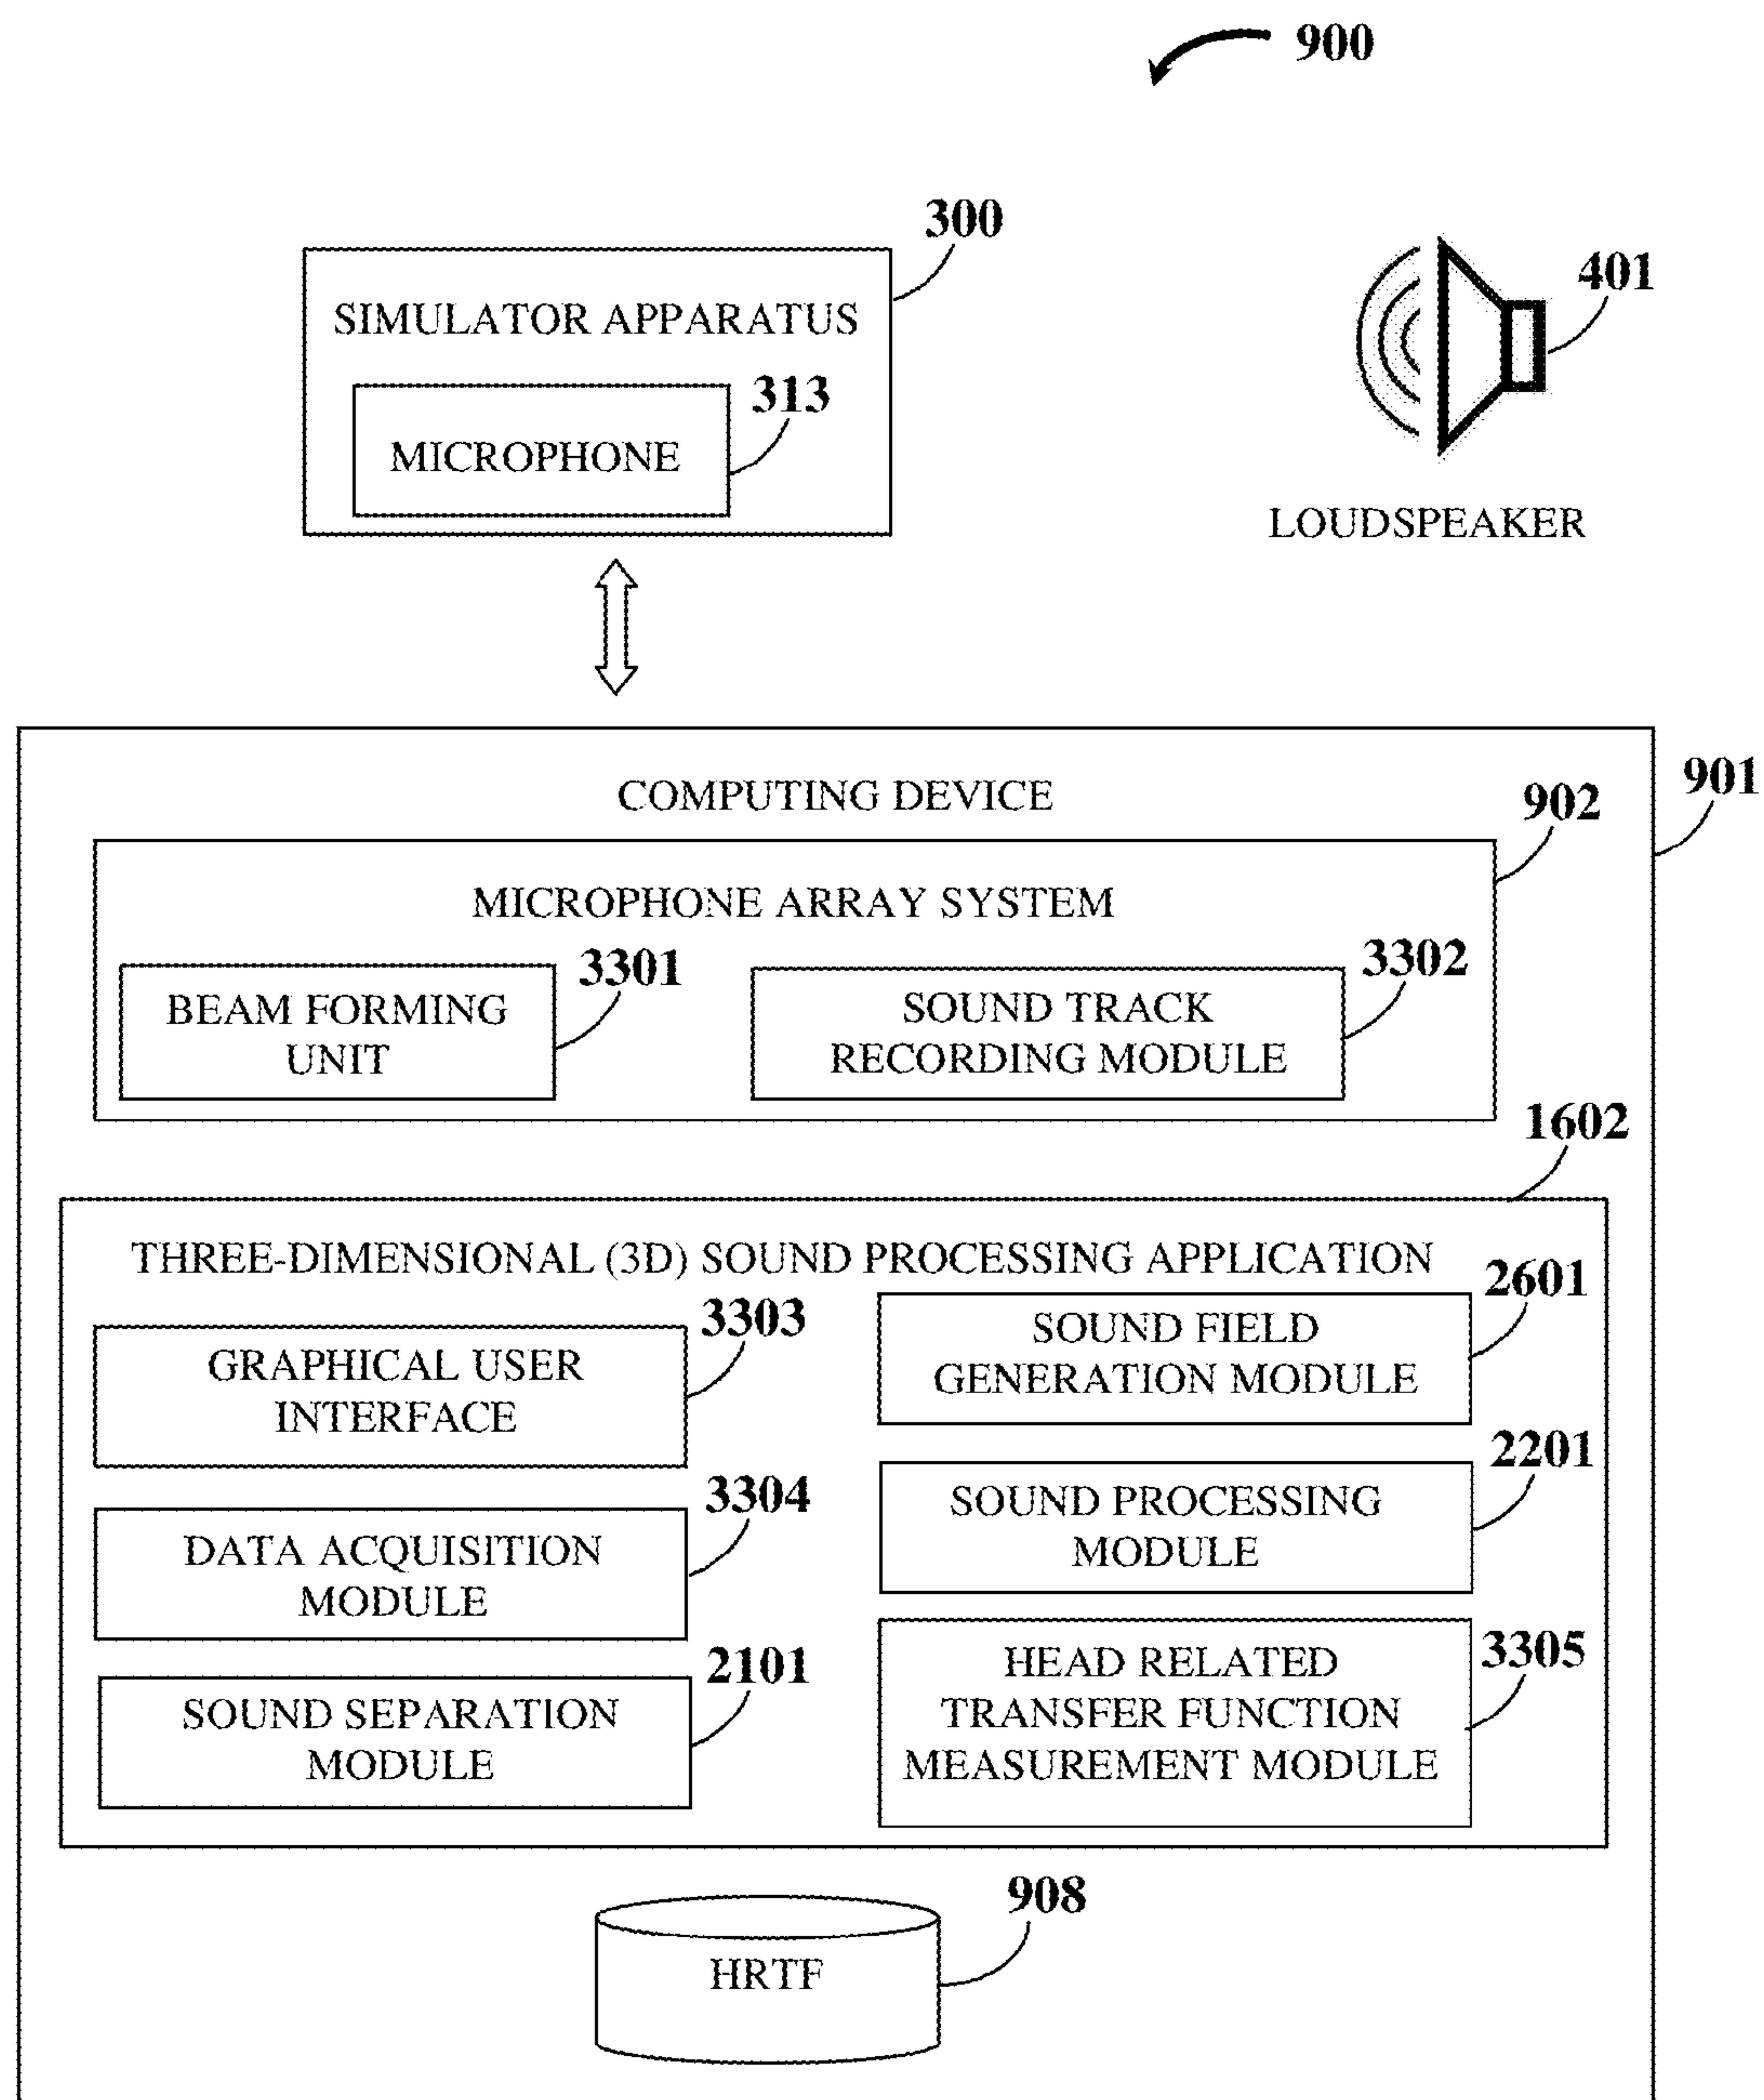 900
300
SIMULATOR APPARATUS
401
313
MICROPHONE
LOUDSPEAKER
901
COMPUTING DEVICE
902
MICROPHONE ARRAY SYSTEM
3301
3302
BEAM FORMING
UNIT
SOUND TRACK
RECORDING MODULE
1602
THREE-DIMENSIONAL (3D) SOUND PROCESSING APPLICATION
3303
GRAPHICAL USER
INTERFACE
2601
SOUND FIELD
GENERATION MODULE
3304
DATA ACQUISITION
MODULE
2201
SOUND PROCESSING
MODULE
2101
SOUND SEPARATION
MODULE
3305
HEAD RELATED
TRANSFER FUNCTION
MEASUREMENT MODULE
908
HRTF